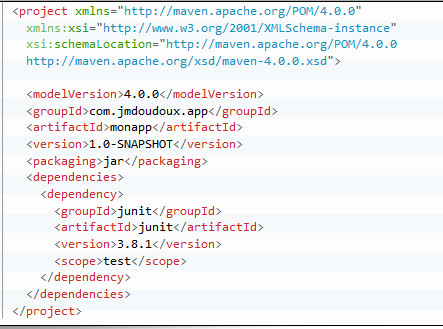 <project xmlns="http://maven.apache.org/POM/4.0.0"
xmlns:xsi="http://www.w3.org/2001/XMLSchema-instance"
xsi:schemaLocation="http://maven.apache.org/POM/4.0.0
http://maven.apache.org/xsd/maven-4.0.0.xsd">
<modelVersion>4.0.0</modelVersion>
<groupId>com.jmdoudoux.app</groupId>
<artifactId>monapp</artifactId>
<version>1.0-SNAPSHOT</version>
<packaging>jar</packaging>
<dependencies>
<dependency>
<groupId>junit</groupId>
<artifactId>junit</artifactId>
<version>3.8.1</version>
<scope>test</scope>
</dependency>
</dependencies>
</project>